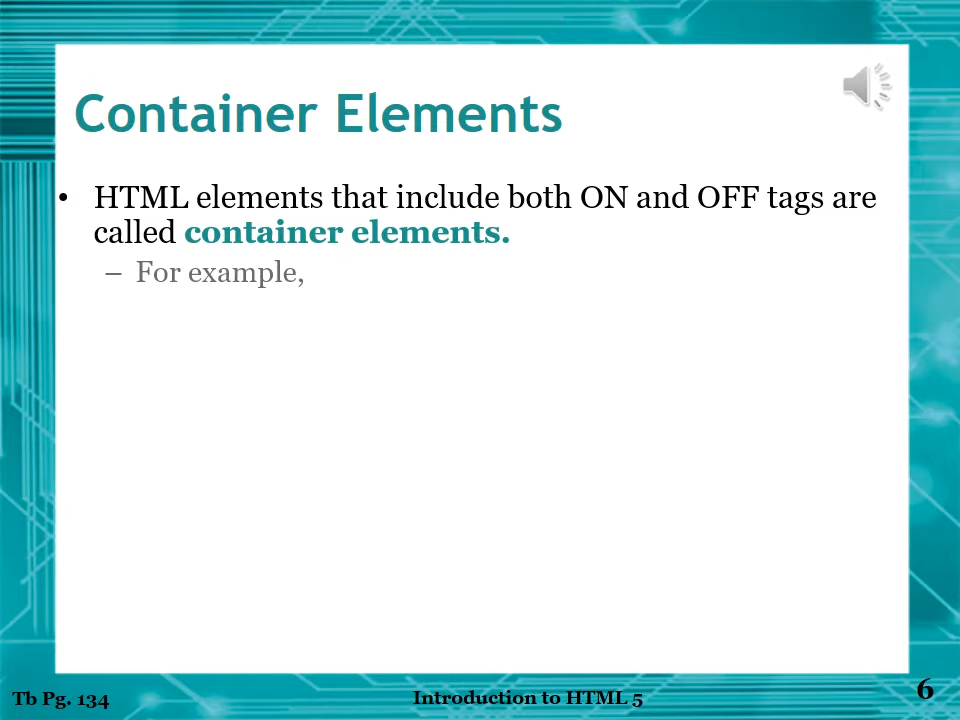 Container Elements
• HTML elements that include both ON and OFF tags are
called container elements.
– For example,
Tb Pg. 134
Introduction to HTML 5
6